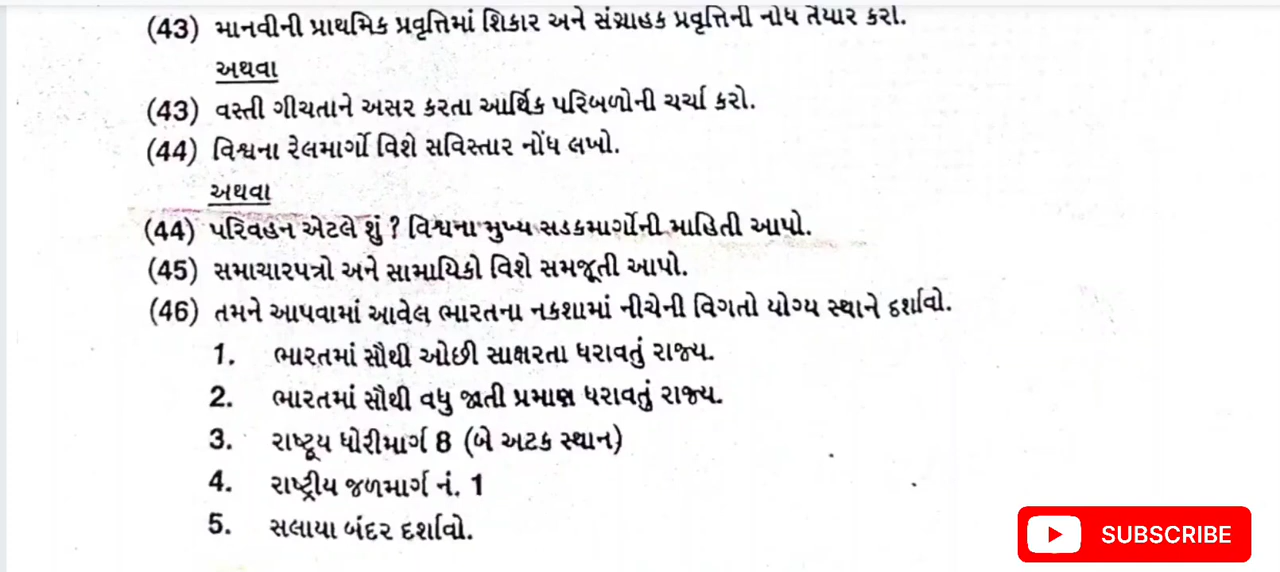 (43) માનવીની પ્રાથમિક પ્રવૃત્તિમાં શિકાર અને સંગ્રાહક પ્રવૃત્તિની નોંધ તૈયાર કરો.
અથવા
(43) વસ્તી ગીચતાને અસર કરતા આર્થિક પરિબળોની ચર્ચા કરો.
(44) વિશ્વના રેલમાર્ગો વિશે સવિસ્તાર નોંધ લખો.
અથવા
(44) પરિવહન એટલે શું ? વિશ્વના મુખ્ય સડકમાર્ગોની માહિતી આપો.
(45) સમાચારપત્રો અને સામાયિકો વિશે સમજૂતી આપો.
(46) તમને આપવામાં આવેલ ભારતના નકશામાં નીચેની વિગતો યોગ્ય સ્થાને દર્શાવો.
1. ભારતમાં સૌથી ઓછી સાક્ષરતા ધરાવતું રાજ્ય.
2. ભારતમાં સૌથી વધુ જાતી પ્રમાણ ધરાવતું રાજ્ય.
3. રાષ્ટ્રૂય ધોરીમાર્ગ 8 (બે અટક સ્થાન)
4. રાષ્ટ્રીય જળમાર્ગ નં. 1
5. સલાયા બંદર દર્શાવો.
SUBSCRIBE